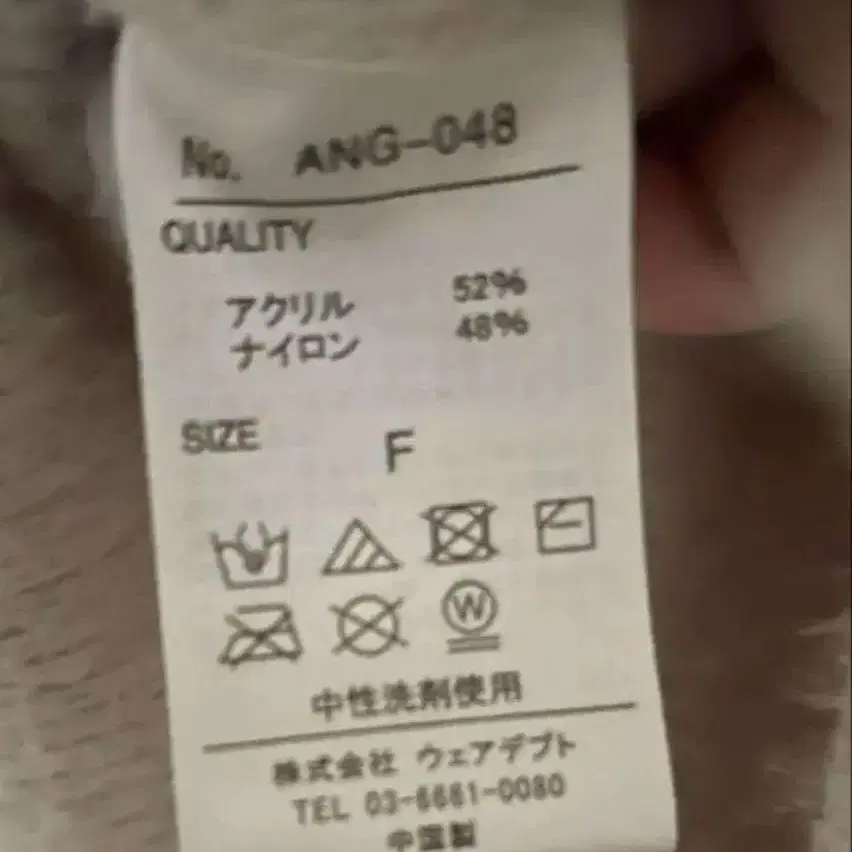 No. ANG-048
QUALITY
アクリル 52%
ナイロン 48%
SIZE F
W
中性洗剤使用
株式会社 ウェアデプト
TEL 03-6661-0080
中国製